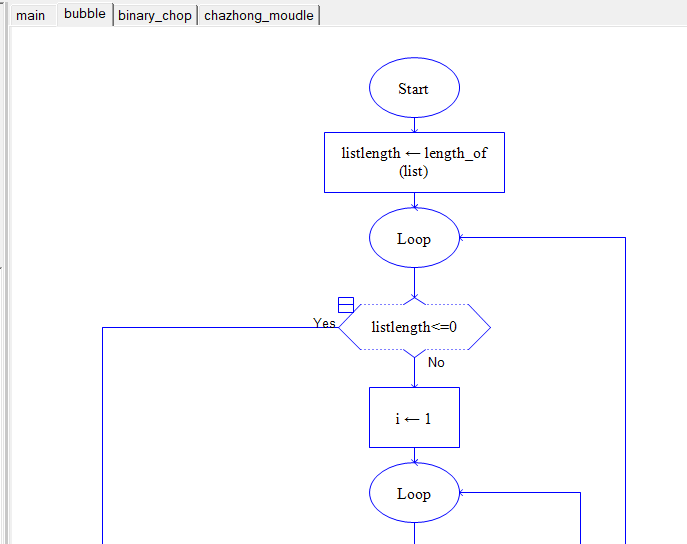 main bubble binary_chop chazhong_moudle
Start
listlength ← length_of
(list)
Loop
Yes
listlength<=0
No
i ← 1
Loop